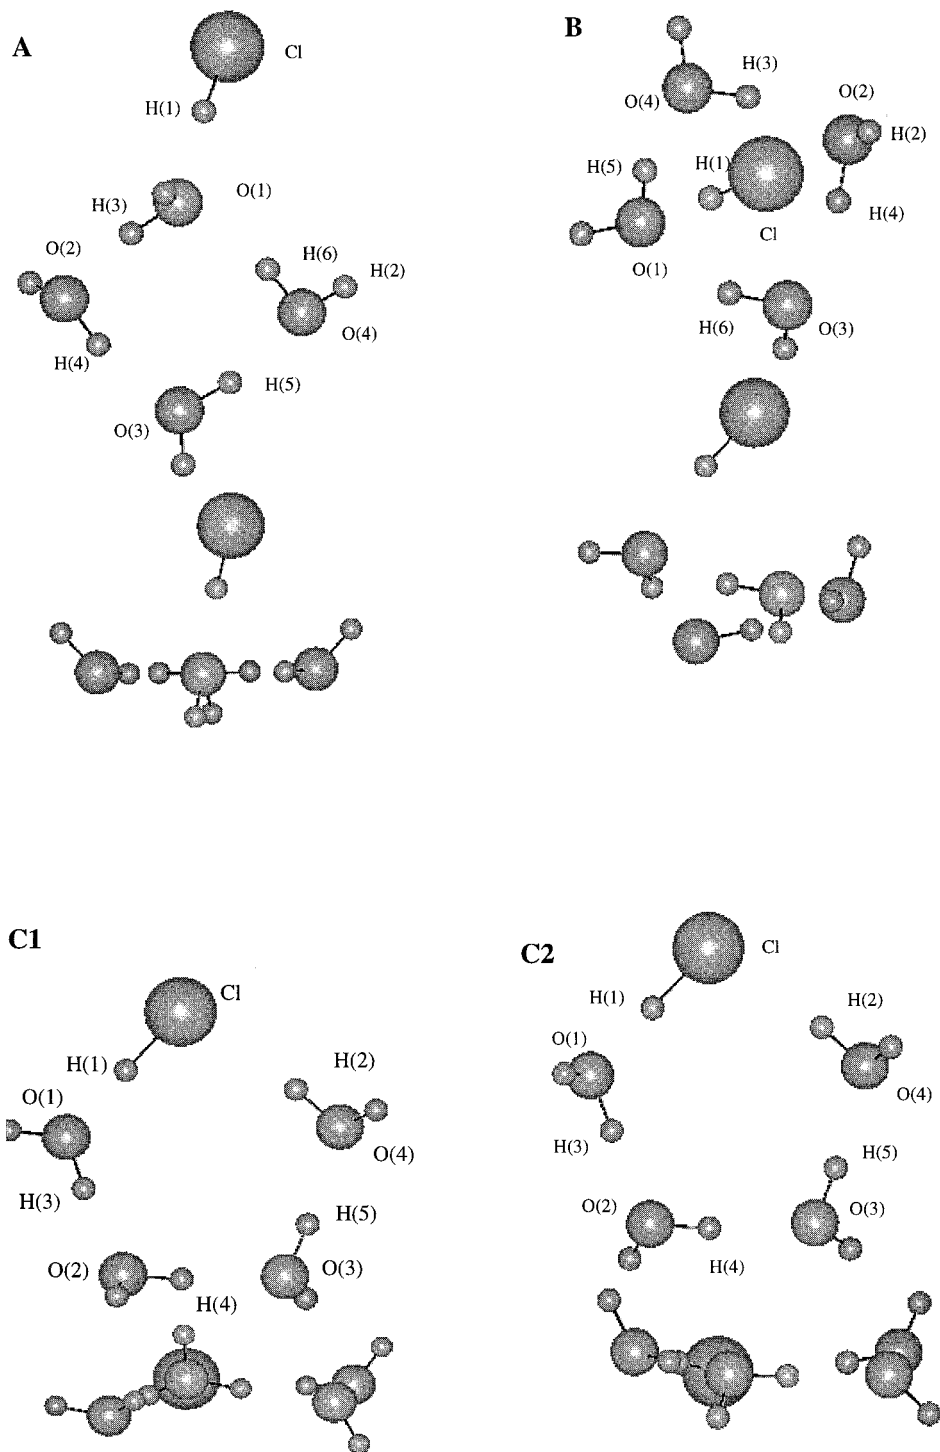 A
Cl
H(1)
O(1)
H(3)
O(2)
H(6)
H(2)
O(4)
H(4)
H(5)
O(3)
B
H(3)
O(4)
O(2)
H(2)
H(5)
H(1)
H(4)
Cl
O(1)
H(6)
O(3)
C1
Cl
H(1)
H(2)
O(1)
O(4)
H(3)
H(5)
O(2)
O(3)
H(4)
C2
Cl
H(1)
H(2)
O(1)
O(4)
H(3)
H(5)
O(2)
O(3)
H(4)